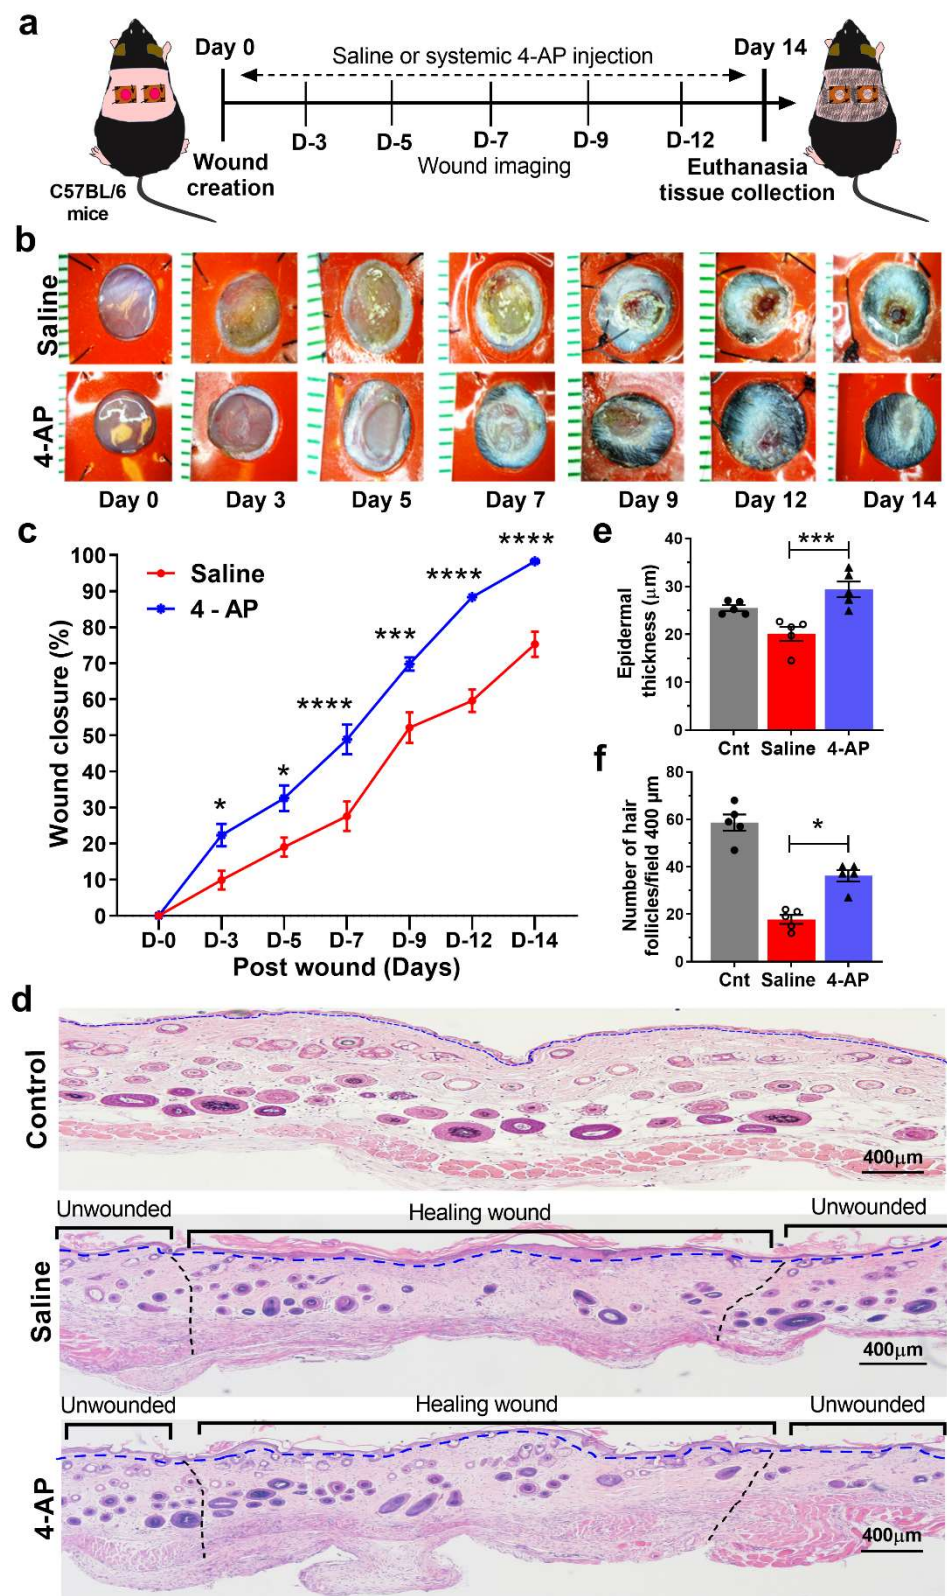 a
Day 0
Saline or systemic 4-AP injection
Day 14
D-3
D-5
D-7
D-9
D-12
Wound creation
Wound imaging
Euthanasia tissue collection
C57BL/6 mice
b
Saline
4-AP
Day 0
Day 3
Day 5
Day 7
Day 9
Day 12
Day 14
c
Wound closure (%)
100
90
80
70
60
50
40
30
20
10
0
Saline
4 - AP
*
*
****
***
****
****
D-0
D-3
D-5
D-7
D-9
D-12
D-14
Post wound (Days)
e
Epidermal thickness (μm)
40
30
20
10
0
***
Cnt
Saline
4-AP
f
Number of hair follicles/field 400 μm
80
60
40
20
0
*
Cnt
Saline
4-AP
d
Control
400μm
Saline
Unwounded
Healing wound
Unwounded
400μm
4-AP
Unwounded
Healing wound
Unwounded
400μm